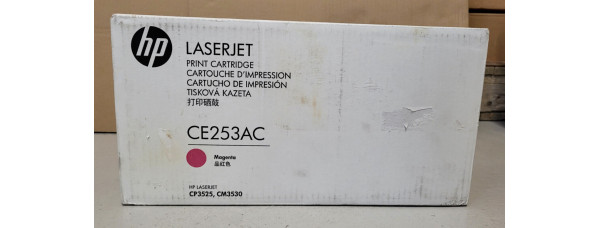 hp
LASERJET
PRINT CARTRIDGE
CARTOUCHE D'IMPRESSION
CARTUCHO DE IMPRESIÓN
TISKOVÁ KAZETA
打印硒鼓
CE253AC
Magenta
品红色
HP LASERJET
CP3525, CM3530